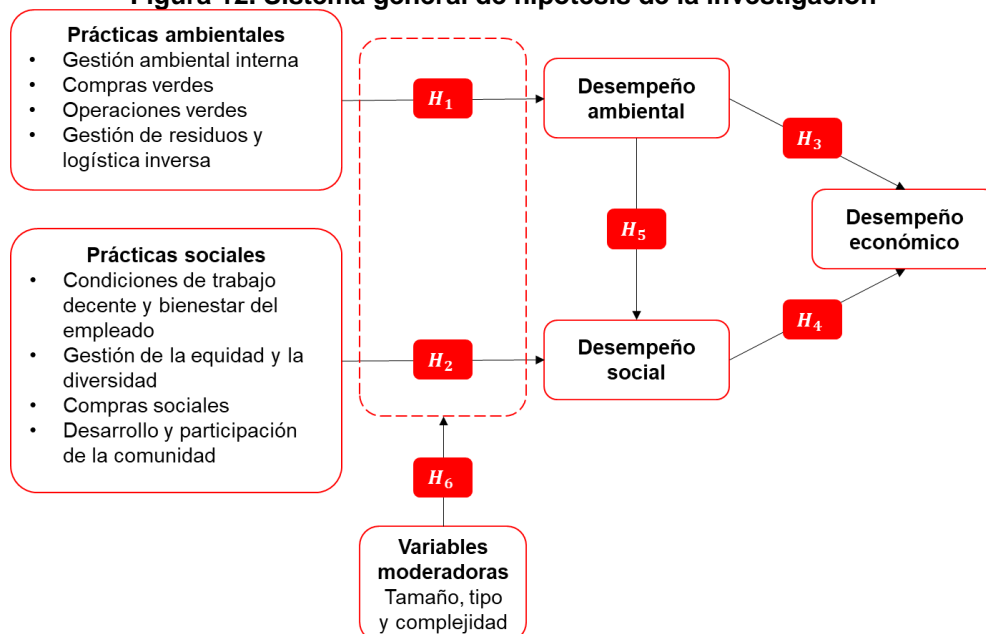 Figura 12. Sistema general de hipótesis de la investigación
Prácticas ambientales
• Gestión ambiental interna
• Compras verdes
• Operaciones verdes
• Gestión de residuos y
logística inversa
H₁
Desempeño
ambiental
H₃
Desempeño
económico
H₅
Prácticas sociales
• Condiciones de trabajo
decente y bienestar del
empleado
• Gestión de la equidad y la
diversidad
• Compras sociales
• Desarrollo y participación
de la comunidad
H₂
Desempeño
social
H₄
H₆
Variables
moderadoras
Tamaño, tipo
y complejidad